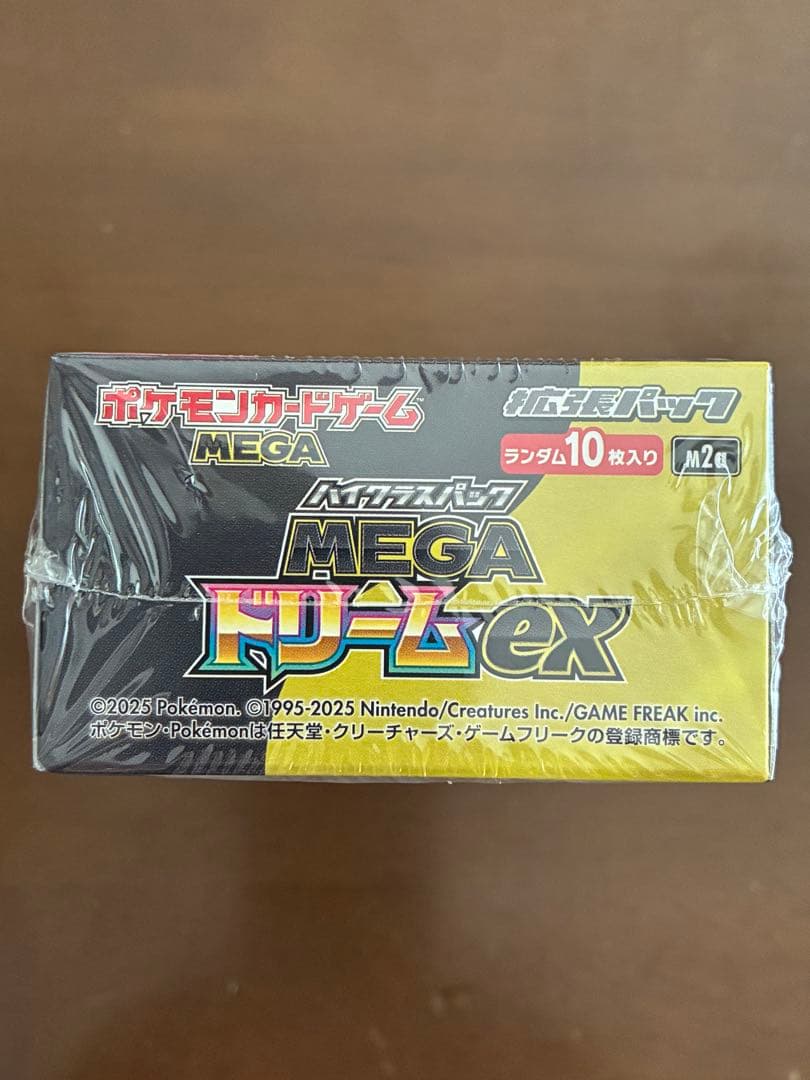 ポケモンカードゲーム™
MEGA
拡張パック
ランダム10枚入り
M2a
ハイクラスパック
MEGA
ドリームex
©2025 Pokémon. ©1995-2025 Nintendo/Creatures Inc./GAME FREAK inc.
ポケモン・Pokémonは任天堂・クリーチャーズ・ゲームフリークの登録商標です。